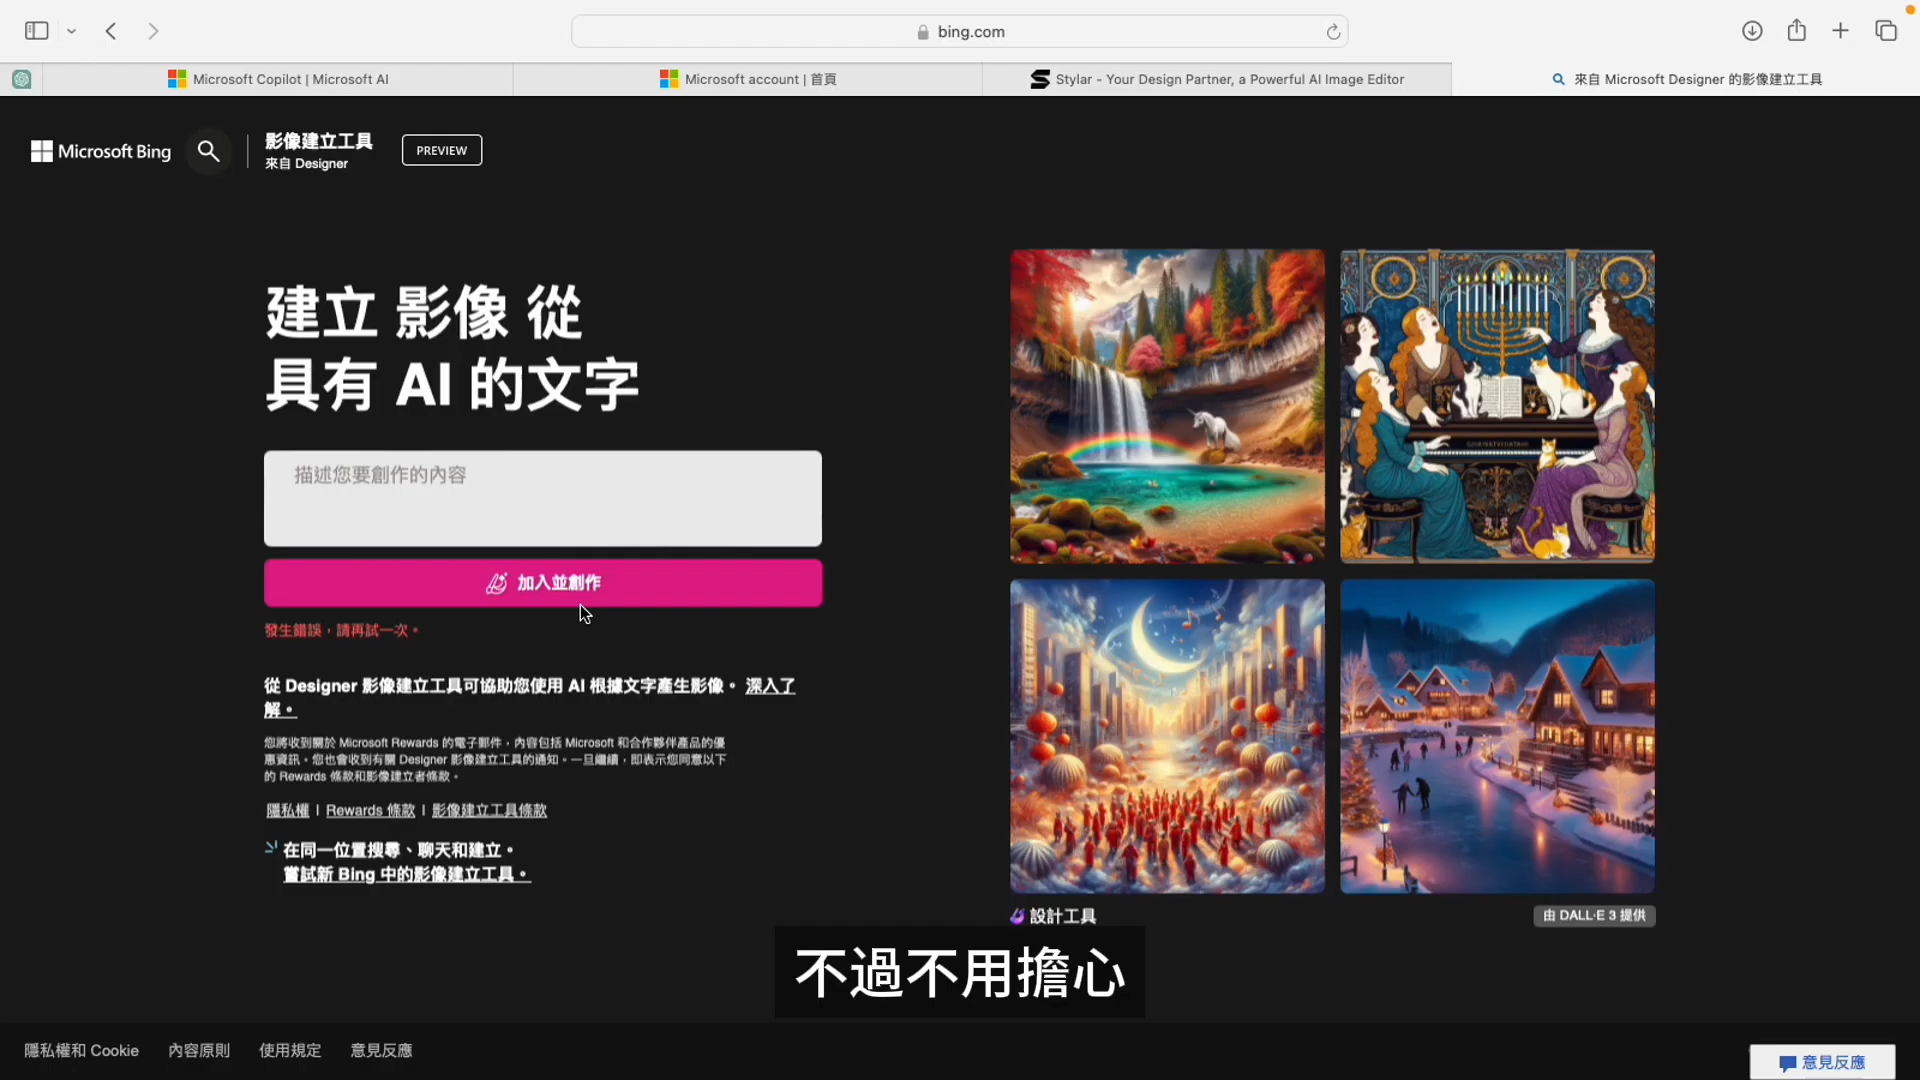 bing.com
Microsoft Copilot | Microsoft AI
Microsoft account | 首頁
Stylar - Your Design Partner, a Powerful AI Image Editor
來自 Microsoft Designer 的影像建立工具
Microsoft Bing
影像建立工具
來自 Designer
PREVIEW
建立 影像 從
具有 AI 的文字
描述您要創作的內容
加入並創作
發生錯誤，請再試一次。
從 Designer 影像建立工具可協助您使用 AI 根據文字產生影像。 深入了
解。
您將收到關於 Microsoft Rewards 的電子郵件，內容包括 Microsoft 和合作夥伴產品的優
惠資訊。您也會收到有關 Designer 影像建立工具的通知。一旦繼續，即表示您同意以下
的 Rewards 條款和影像建立者條款。
隱私權 | Rewards 條款 | 影像建立工具條款
在同一位置搜尋、聊天和建立。
嘗試新 Bing 中的影像建立工具。
設計工具
由 DALL·E 3 提供
不過不用擔心
隱私權和 Cookie
內容原則
使用規定
意見反應
意見反應